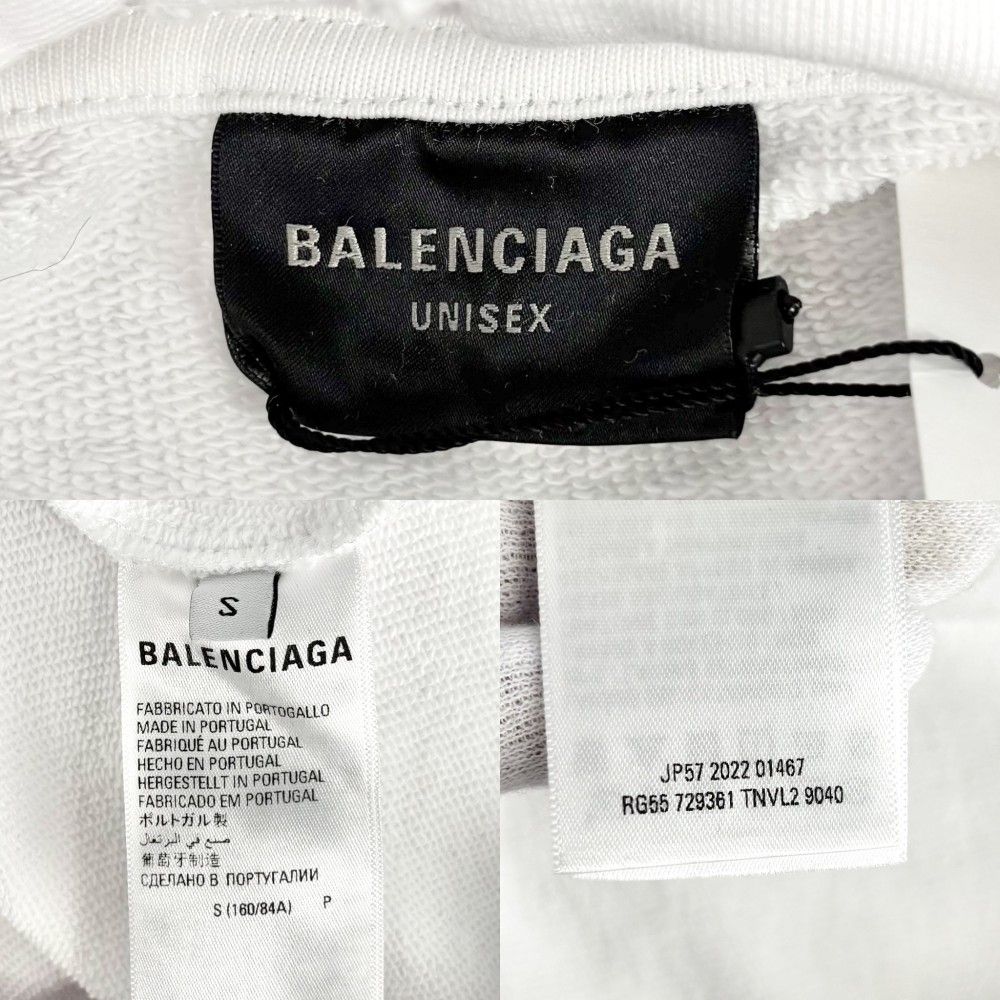 BALENCIAGA
UNISEX
S
BALENCIAGA
FABBRICATO IN PORTOGALLO
MADE IN PORTUGAL
FABRIQUÉ AU PORTUGAL
HECHO EN PORTUGAL
HERGESTELLT IN PORTUGAL
FABRICADO EM PORTUGAL
ポルトガル製
صنع في البرتغال
葡萄牙制造
СДЕЛАНО В ПОРТУГАЛИИ
S (160/84A) P
JP57 2022 01467
RG55 729361 TNVL2 9040